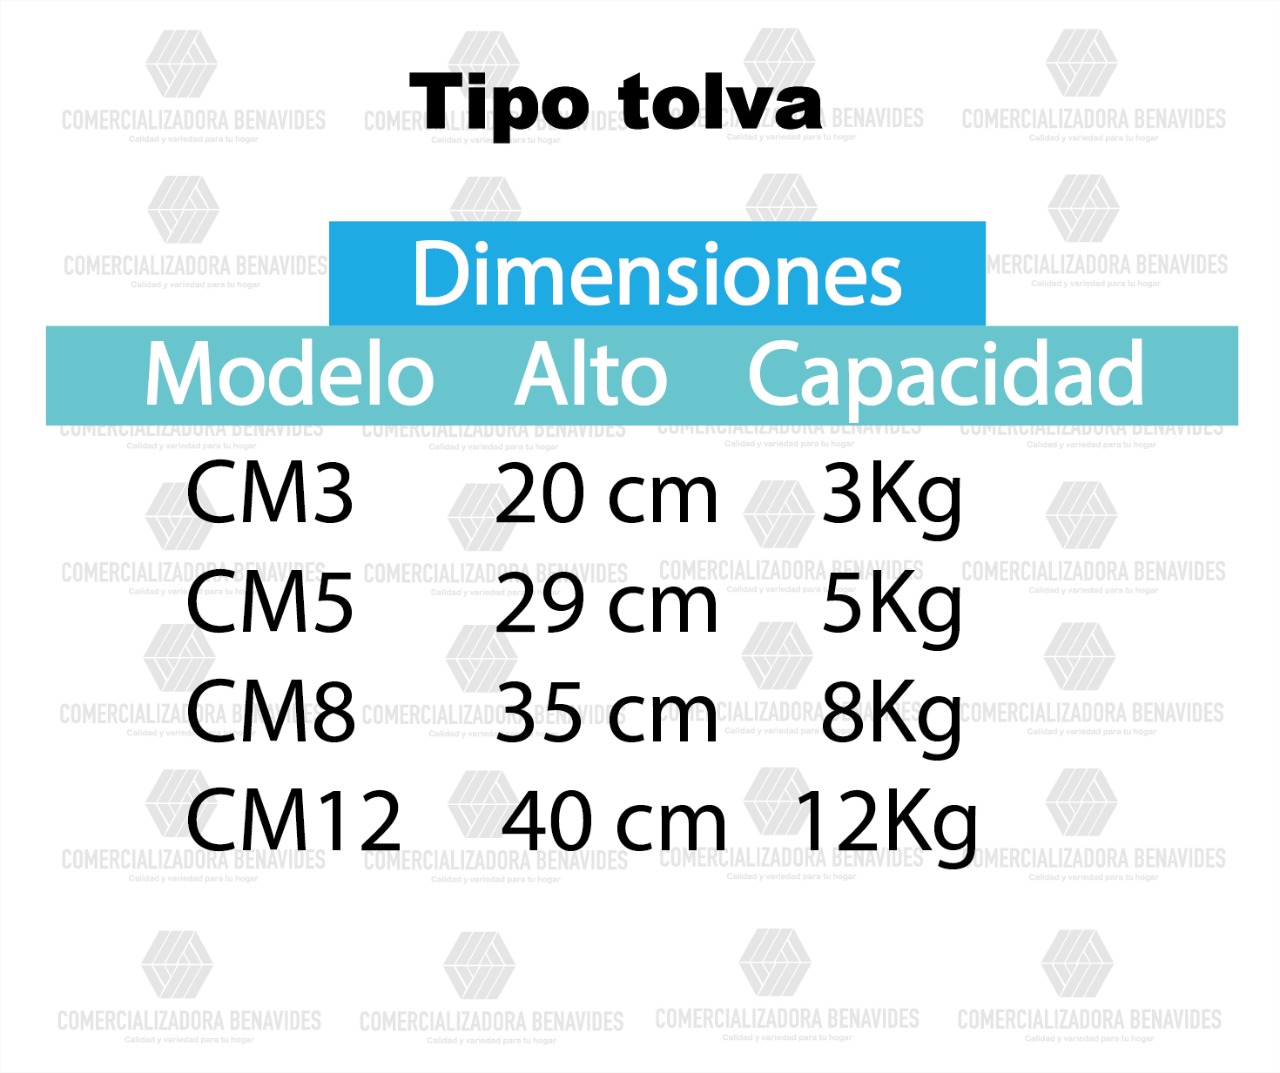 Tipo tolva
Dimensiones
Modelo Alto Capacidad
CM3 20 cm 3Kg
CM5 29 cm 5Kg
CM8 35 cm 8Kg
CM12 40 cm 12Kg
COMERCIALIZADORA BENAVIDES
Calidad y variedad para tu hogar